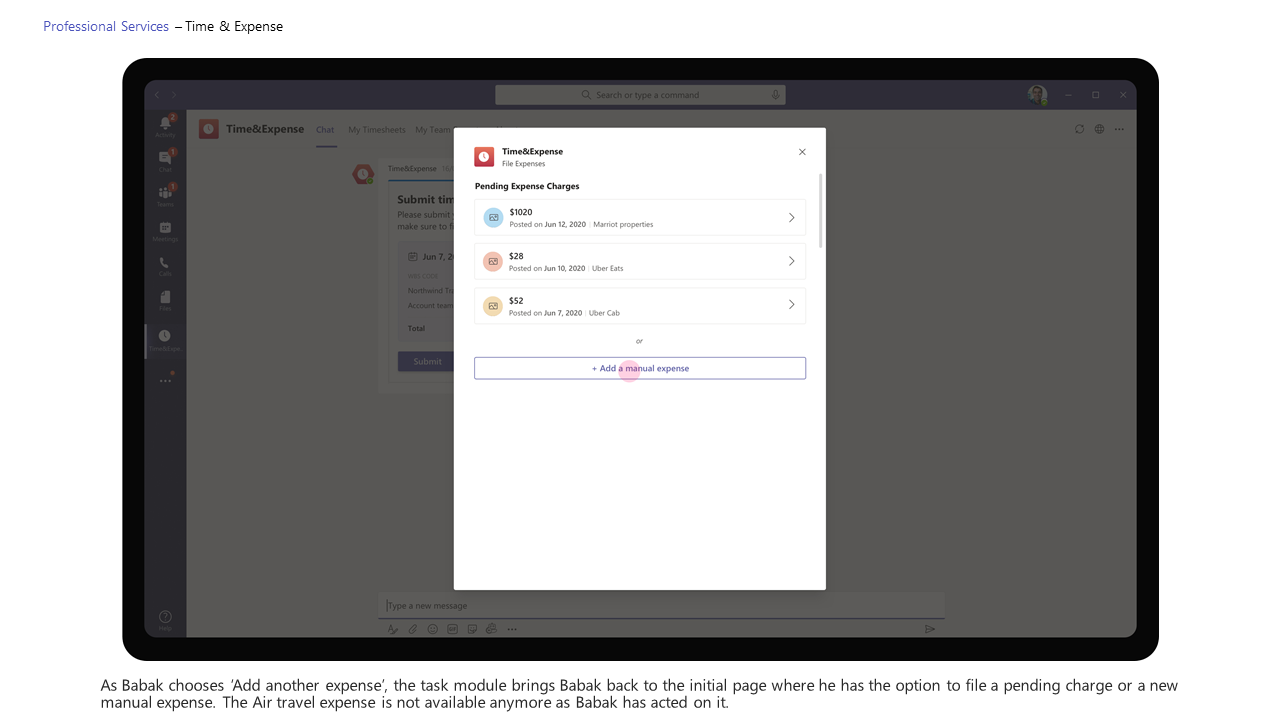 Professional Services – Time & Expense
Search or type a command
Time&Expense Chat My Timesheets My Team
2
Activity
1
Chat
1
Teams
Meetings
Calls
Files
Help
Time&Expense
Submit tim
Please submit
make sure to f
Jun 7, 2
Northwind Tr
Account team
Total
Submit
Time&Expense
File Expenses
Pending Expense Charges
$1020
Posted on Jun 12, 2020 | Marriot properties
$28
Posted on Jun 10, 2020 | Uber Eats
$52
Posted on Jun 7, 2020 | Uber Cab
or
+ Add a manual expense
Type a new message
As Babak chooses ‘Add another expense’, the task module brings Babak back to the initial page where he has the option to file a pending charge or a new
manual expense. The Air travel expense is not available anymore as Babak has acted on it.